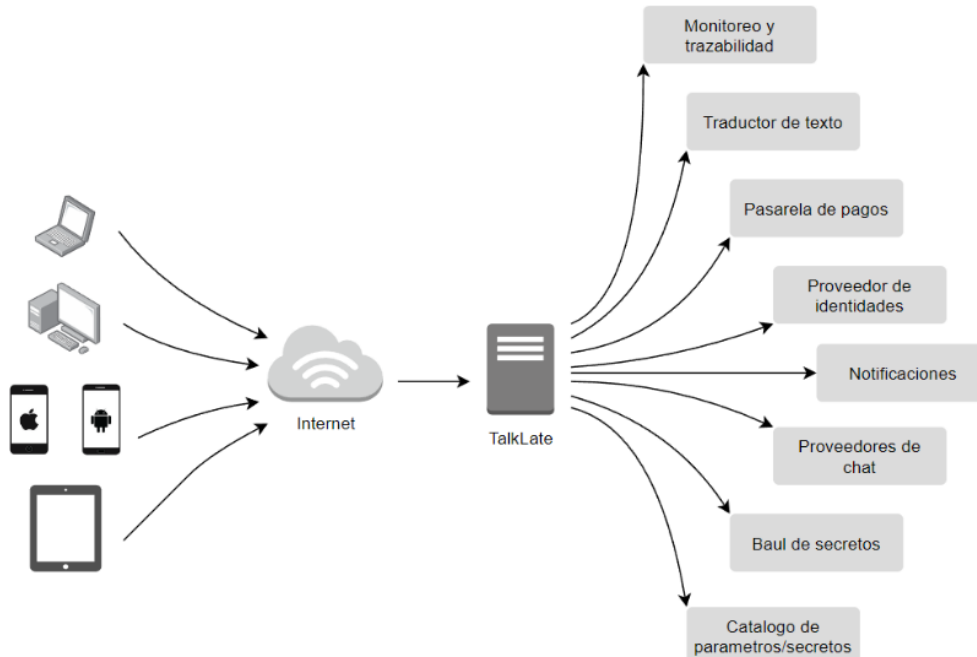 Monitoreo y
trazabilidad
Traductor de texto
Pasarela de pagos
Proveedor de
identidades
Notificaciones
Internet
TalkLate
Proveedores de
chat
Baul de secretos
Catalogo de
parametros/secretos